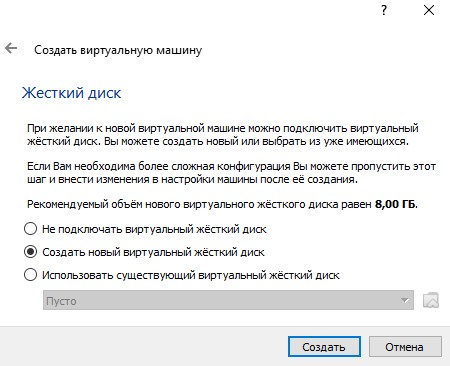 ?
Создать виртуальную машину
Жесткий диск
При желании к новой виртуальной машине можно подключить виртуальный
жёсткий диск. Вы можете создать новый или выбрать из уже имеющихся.
Если Вам необходима более сложная конфигурация Вы можете пропустить этот
шаг и внести изменения в настройки машины после её создания.
Рекомендуемый объём нового виртуального жёсткого диска равен 8,00 ГБ.
Не подключать виртуальный жёсткий диск
Создать новый виртуальный жёсткий диск
Использовать существующий виртуальный жёсткий диск
Пусто
Создать Отмена